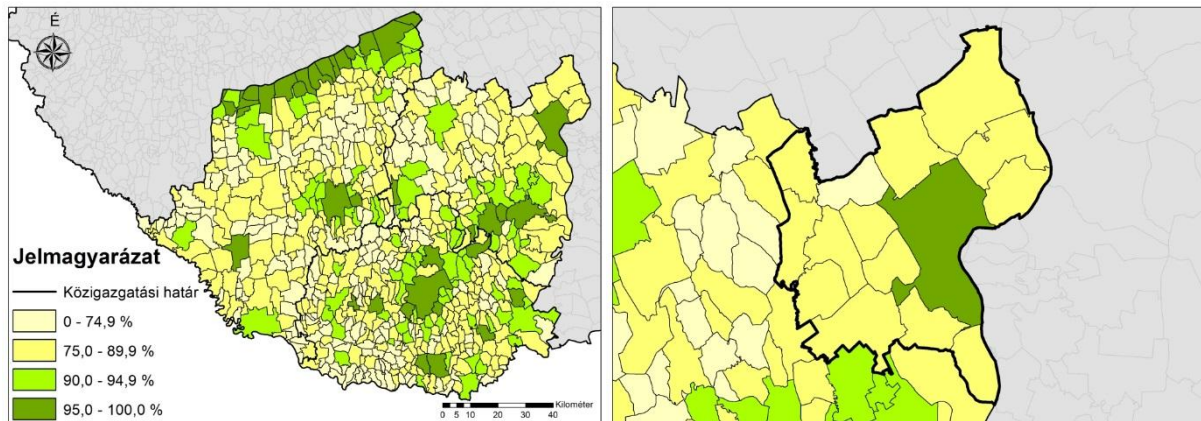 É
Jelmagyarázat
Közigazgatási határ
0 - 74,9 %
75,0 - 89,9 %
90,0 - 94,9 %
95,0 - 100,0 %
Kilométer
0 5 10 20 30 40